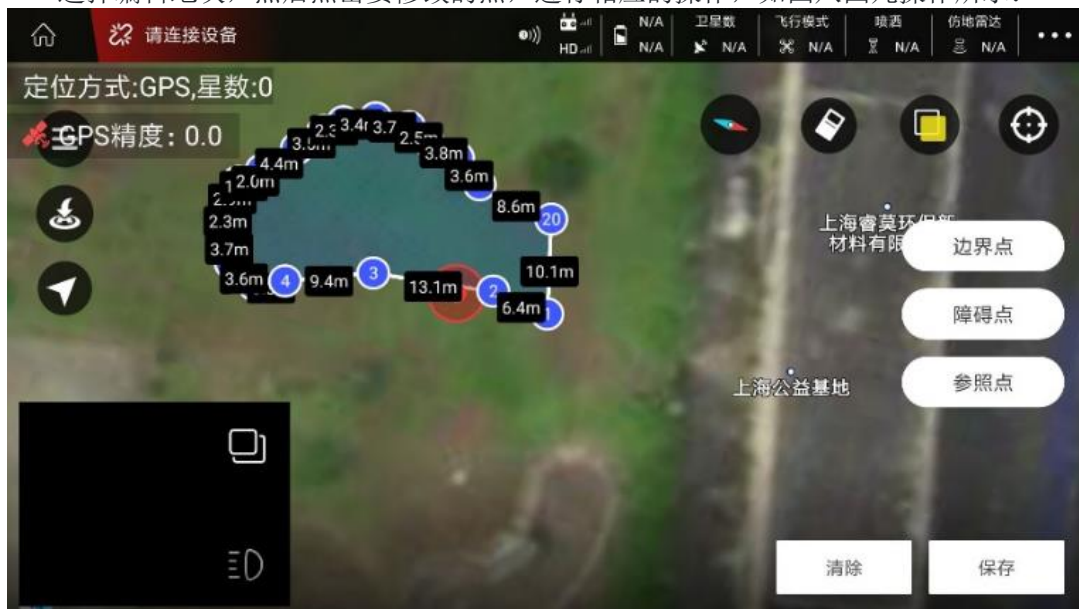 请连接设备
HD
N/A
N/A
卫星数
N/A
飞行模式
N/A
喷洒
N/A
仿地雷达
N/A
定位方式:GPS,星数:0
GPS精度: 0.0
3.4
3.7
3.8m
4.4m
3.6m
2.0m
8.6m
20
2.3m
3.7m
10.1m
3.6m
4
9.4m
3
13.1m
2
6.4m
1
上海睿莫环保新
材料有限
边界点
障碍点
上海公益基地
参照点
清除
保存